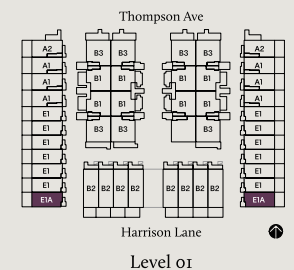 Thompson Ave
A2 B3 B3 B3 A2
A1 A1
A1 B1 B1 B1 B1 A1
A1 A1
E1 B1 B1 B1 B1 E1
E1 B3 B3 B3 E1
E1 E1
E1 E1
E1 B2 B2 B2 B2 B2 B2 B2 B2 E1
E1 E1
E1A E1A
Harrison Lane
Level 01